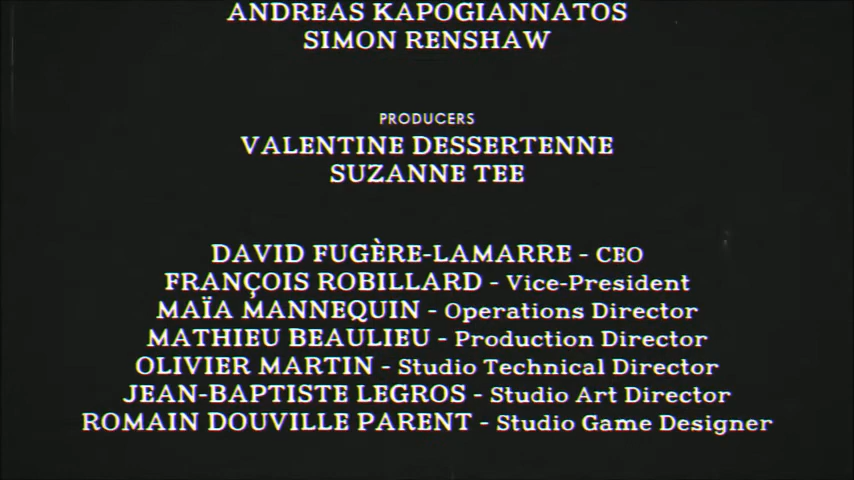 ANDREAS KAPOGIANNATOS
SIMON RENSHAW
PRODUCERS
VALENTINE DESSERTENNE
SUZANNE TEE
DAVID FUGÈRE-LAMARRE - CEO
FRANÇOIS ROBILLARD - Vice-President
MAÏA MANNEQUIN - Operations Director
MATHIEU BEAULIEU - Production Director
OLIVIER MARTIN - Studio Technical Director
JEAN-BAPTISTE LEGROS - Studio Art Director
ROMAIN DOUVILLE PARENT - Studio Game Designer